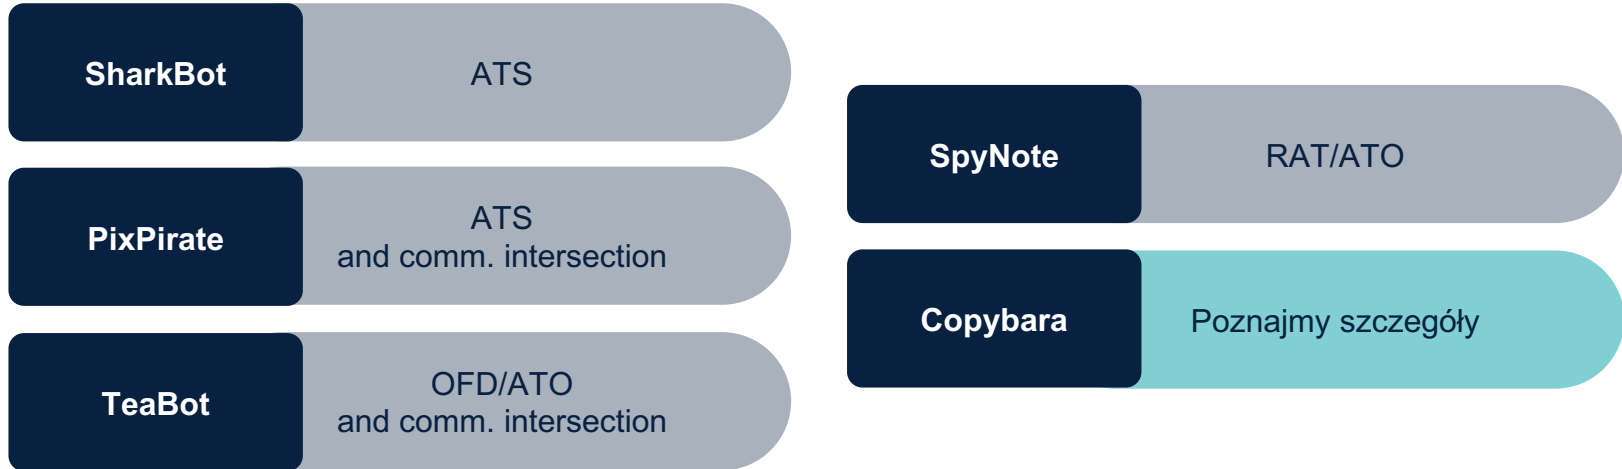 SharkBot
ATS
PixPirate
ATS
and comm. intersection
TeaBot
OFD/ATO
and comm. intersection
SpyNote
RAT/ATO
Copybara
Poznajmy szczegóły